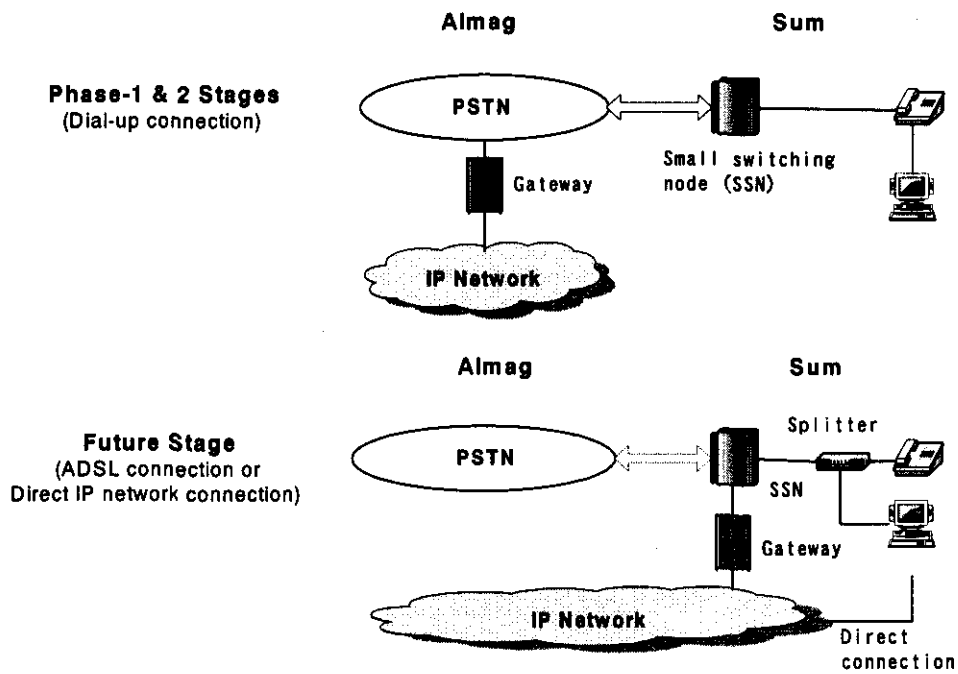 Almag
Sum
Phase-1 & 2 Stages
(Dial-up connection)
PSTN
Small switching
node (SSN)
Gateway
IP Network
Almag
Sum
Future Stage
(ADSL connection or
Direct IP network connection)
PSTN
Splitter
SSN
Gateway
IP Network
Direct
connection